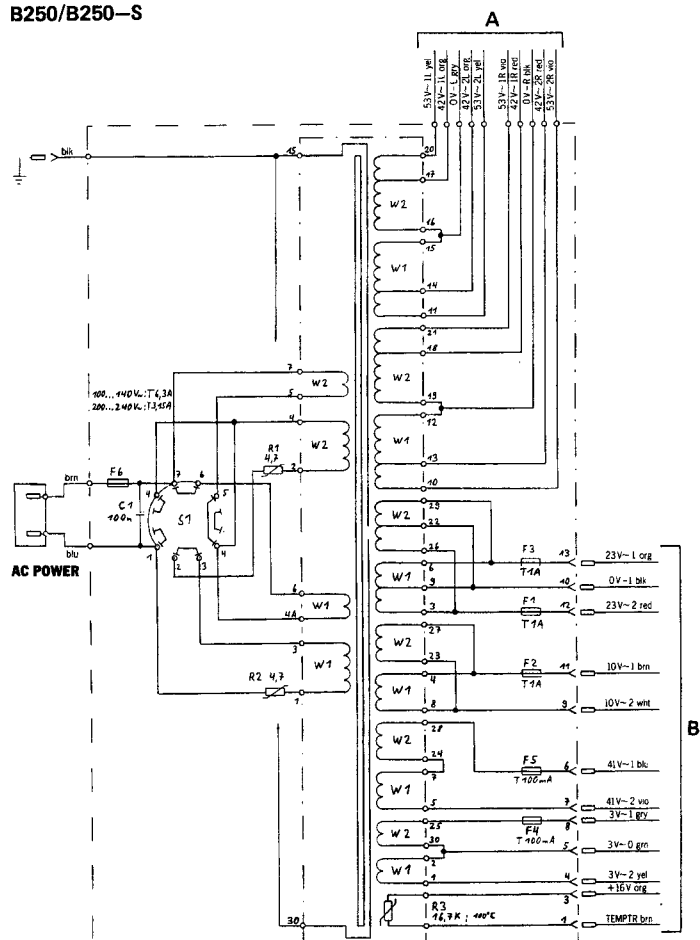 B250/B250–S
A
53V~1L yel
42V~1L org
0V-L gry
42V~2L org
53V~2L yel
53V~1R vio
42V~1R red
0V-R blk
42V~2R red
53V~2R vio
blk
15
20
17
W2
16
15
W1
14
11
21
18
W2
19
12
W1
13
10
7
W2
5
100...140V~:T6,3A
200...240V~:T3,15A
4
W2
R1
4,7
2
brn
F6
7
6
4
5
C1
100n
S1
blu
1
2
3
4
AC POWER
29
W2
22
26
6
W1
9
3
F3
T1A
13
23V~1 org
10
0V-1 blk
F1
T1A
12
23V~2 red
6
W1
4A
3
W1
R2 4,7
1
27
W2
23
4
W1
8
F2
T1A
11
10V~1 brn
9
10V~2 wht
B
28
W2
24
7
W1
5
F5
T100mA
6
41V~1 blu
7
41V~2 vio
25
W2
30
2
W1
1
F4
T100mA
8
3V~1 gry
5
3V~0 grn
4
3V~2 yel
3
+16V org
30
R3
16,7K ; 100°C
1
TEMPTR brn